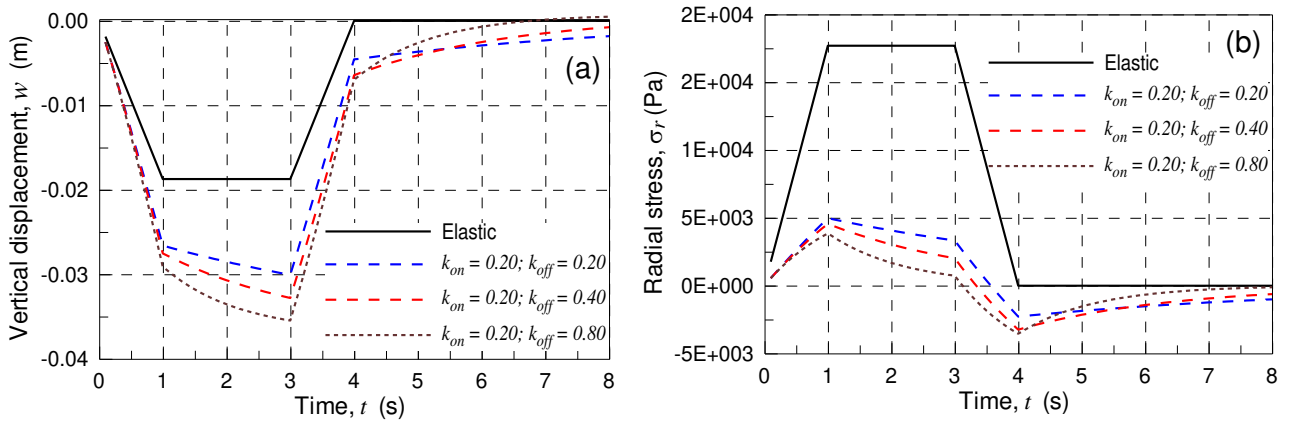 0.00
-0.01
-0.02
-0.03
-0.04
Vertical displacement, w (m)
(a)
Elastic
k_on = 0.20; k_off = 0.20
k_on = 0.20; k_off = 0.40
k_on = 0.20; k_off = 0.80
0 1 2 3 4 5 6 7 8
Time, t (s)
2E+004
2E+004
1E+004
5E+003
0E+000
-5E+003
Radial stress, σ_r (Pa)
(b)
Elastic
k_on = 0.20; k_off = 0.20
k_on = 0.20; k_off = 0.40
k_on = 0.20; k_off = 0.80
0 1 2 3 4 5 6 7 8
Time, t (s)